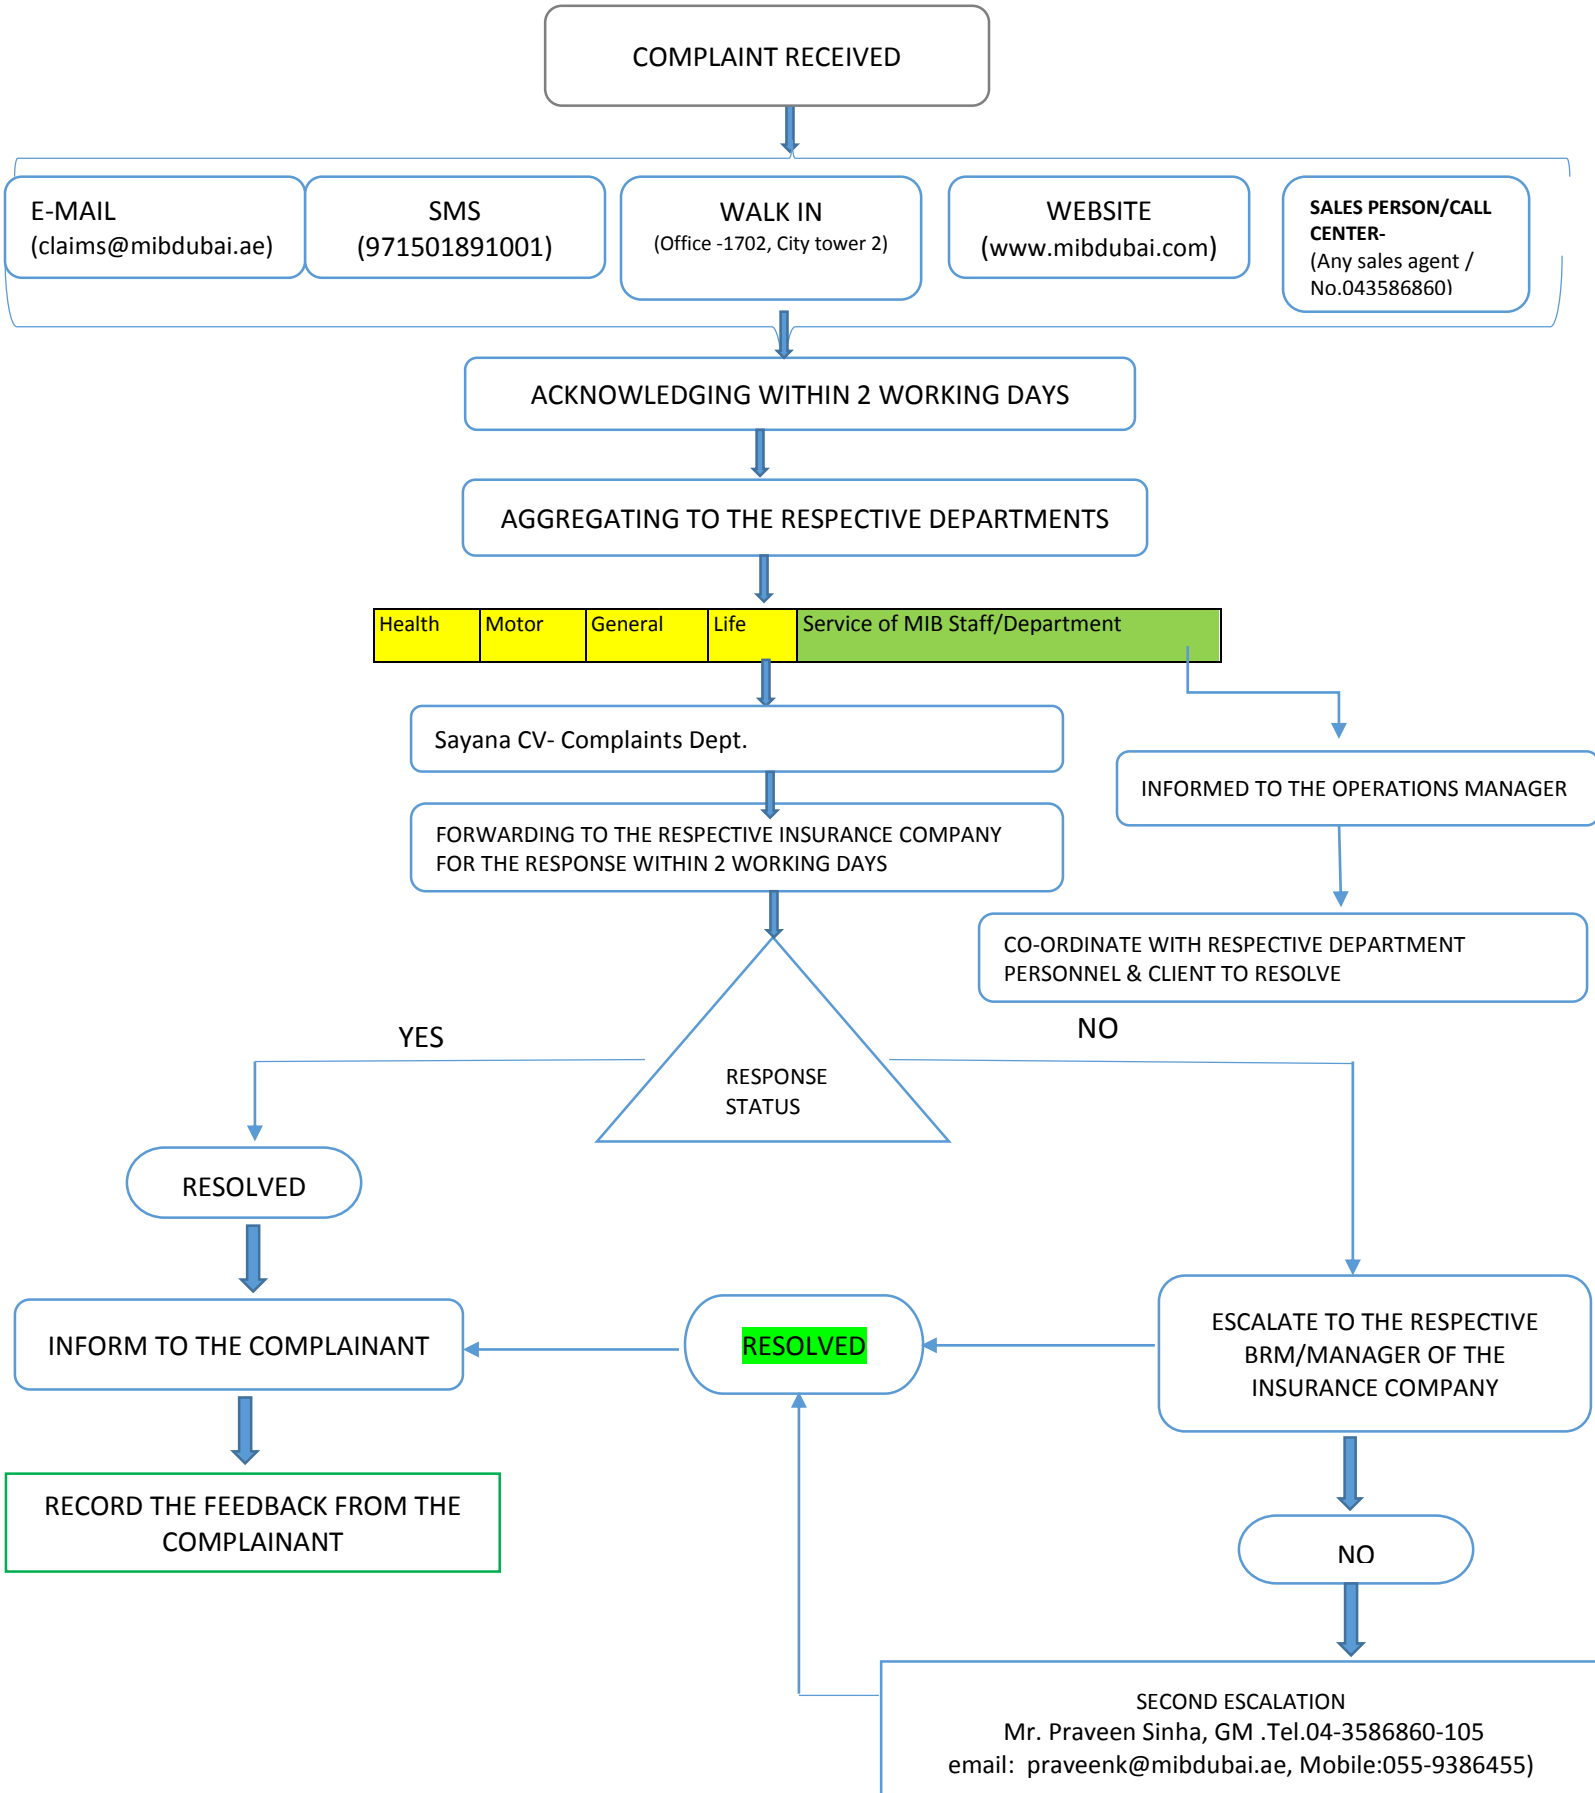 COMPLAINT RECEIVED
E-MAIL
(claims@mibdubai.ae)
SMS
(971501891001)
WALK IN
(Office -1702, City tower 2)
WEBSITE
(www.mibdubai.com)
SALES PERSON/CALL
CENTER-
(Any sales agent /
No.043586860)
ACKNOWLEDGING WITHIN 2 WORKING DAYS
AGGREGATING TO THE RESPECTIVE DEPARTMENTS
Health Motor General Life Service of MIB Staff/Department
Sayana CV- Complaints Dept.
INFORMED TO THE OPERATIONS MANAGER
FORWARDING TO THE RESPECTIVE INSURANCE COMPANY
FOR THE RESPONSE WITHIN 2 WORKING DAYS
CO-ORDINATE WITH RESPECTIVE DEPARTMENT
PERSONNEL & CLIENT TO RESOLVE
YES
NO
RESPONSE
STATUS
RESOLVED
INFORM TO THE COMPLAINANT
RESOLVED
ESCALATE TO THE RESPECTIVE
BRM/MANAGER OF THE
INSURANCE COMPANY
RECORD THE FEEDBACK FROM THE
COMPLAINANT
NO
SECOND ESCALATION
Mr. Praveen Sinha, GM .Tel.04-3586860-105
email:  praveenk@mibdubai.ae, Mobile:055-9386455)